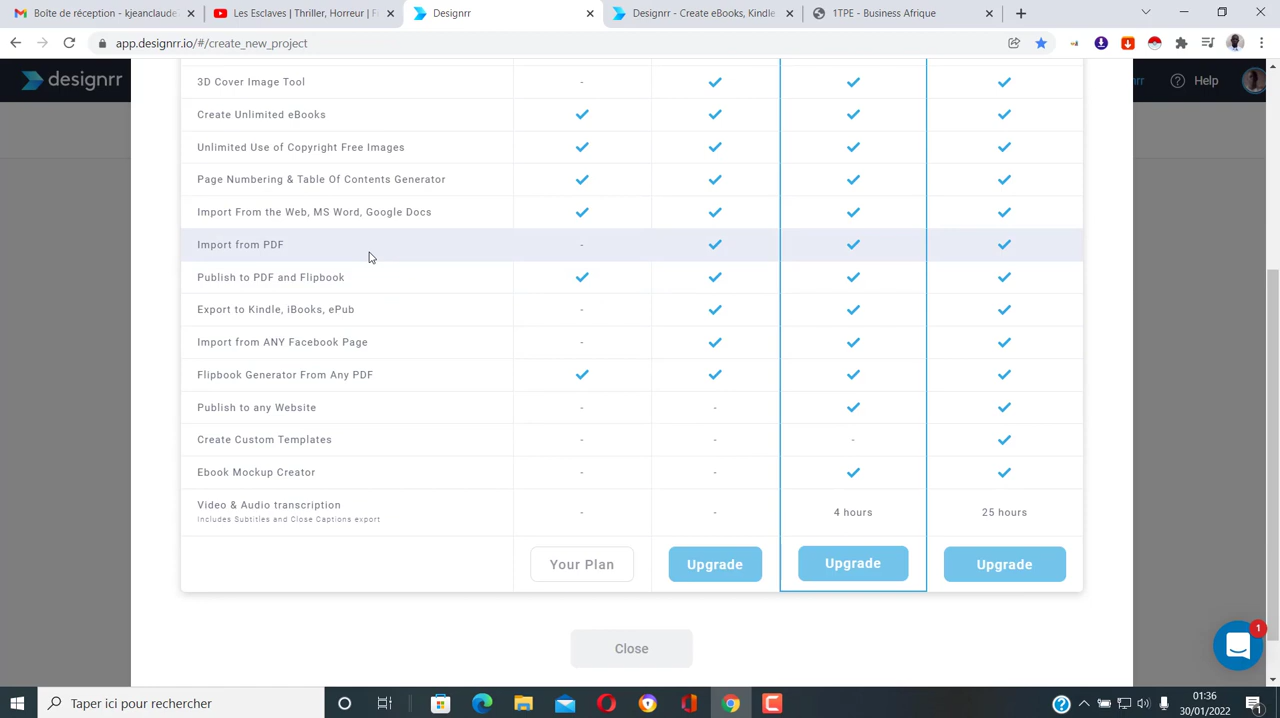 Boîte de réception - kjeanclaude
Les Esclaves | Thriller, Horreur | F
Designrr
Designrr - Create eBooks, Kindle
1TPE - Business Afrique
app.designrr.io/#/create_new_project
designrr
rr
Help
3D Cover Image Tool -
Create Unlimited eBooks
Unlimited Use of Copyright Free Images
Page Numbering & Table Of Contents Generator
Import From the Web, MS Word, Google Docs
Import from PDF -
Publish to PDF and Flipbook
Export to Kindle, iBooks, ePub -
Import from ANY Facebook Page -
Flipbook Generator From Any PDF
Publish to any Website - -
Create Custom Templates - - -
Ebook Mockup Creator - -
Video & Audio transcription
Includes Subtitles and Close Captions export
- - 4 hours 25 hours
Your Plan Upgrade Upgrade Upgrade
Close
1
Taper ici pour rechercher
01:36
30/01/2022
1